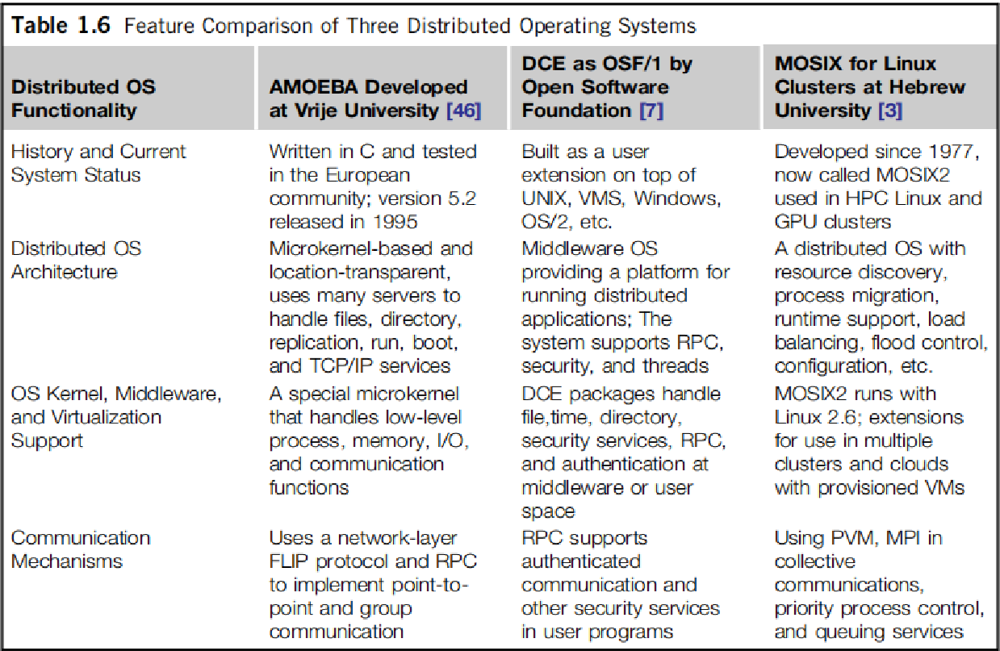 Table 1.6 Feature Comparison of Three Distributed Operating Systems
Distributed OS
Functionality
AMOEBA Developed
at Vrije University [46]
DCE as OSF/1 by
Open Software
Foundation [7]
MOSIX for Linux
Clusters at Hebrew
University [3]
History and Current
System Status
Written in C and tested
in the European
community; version 5.2
released in 1995
Built as a user
extension on top of
UNIX, VMS, Windows,
OS/2, etc.
Developed since 1977,
now called MOSIX2
used in HPC Linux and
GPU clusters
Distributed OS
Architecture
Microkernel-based and
location-transparent,
uses many servers to
handle files, directory,
replication, run, boot,
and TCP/IP services
Middleware OS
providing a platform for
running distributed
applications; The
system supports RPC,
security, and threads
A distributed OS with
resource discovery,
process migration,
runtime support, load
balancing, flood control,
configuration, etc.
OS Kernel, Middleware,
and Virtualization
Support
A special microkernel
that handles low-level
process, memory, I/O,
and communication
functions
DCE packages handle
file,time, directory,
security services, RPC,
and authentication at
middleware or user
space
MOSIX2 runs with
Linux 2.6; extensions
for use in multiple
clusters and clouds
with provisioned VMs
Communication
Mechanisms
Uses a network-layer
FLIP protocol and RPC
to implement point-to-
point and group
communication
RPC supports
authenticated
communication and
other security services
in user programs
Using PVM, MPI in
collective
communications,
priority process control,
and queuing services